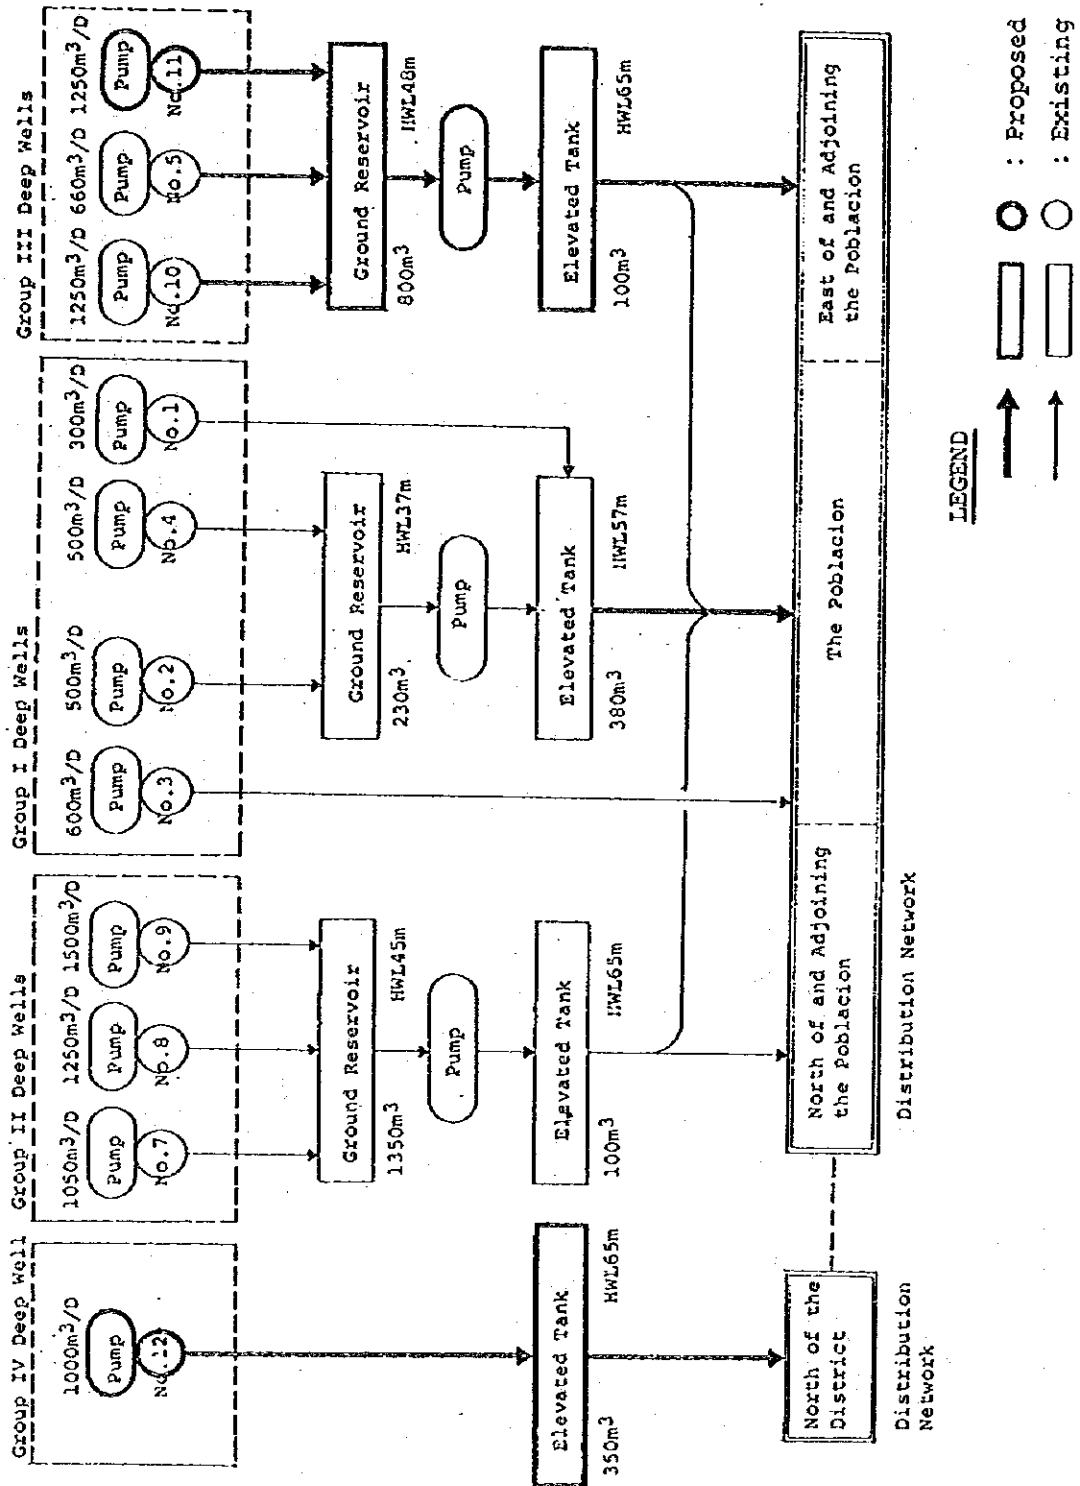 Group IV Deep Well
1000m³/D
Pump
No.12
Elevated Tank
350m³
HWL65m
North of the
District
Distribution
Network
Group II Deep Wells
1050m³/D
1250m³/D
1500m³/D
Pump
Pump
Pump
No.7
No.8
No.9
Ground Reservoir
1350m³
HWL45m
Pump
Elevated Tank
100m³
HWL65m
North of and Adjoining
the Poblacion
Distribution Network
Group I Deep Wells
600m³/D
500m³/D
500m³/D
300m³/D
Pump
Pump
Pump
Pump
No.3
No.2
No.4
No.1
Ground Reservoir
230m³
HWL37m
Pump
Elevated Tank
380m³
HWL57m
The Poblacion
Group III Deep Wells
1250m³/D
660m³/D
1250m³/D
Pump
Pump
Pump
No.10
No.5
No.11
Ground Reservoir
800m³
HWL48m
Pump
Elevated Tank
100m³
HWL65m
East of and Adjoining
the Poblacion
LEGEND
: Proposed
: Existing